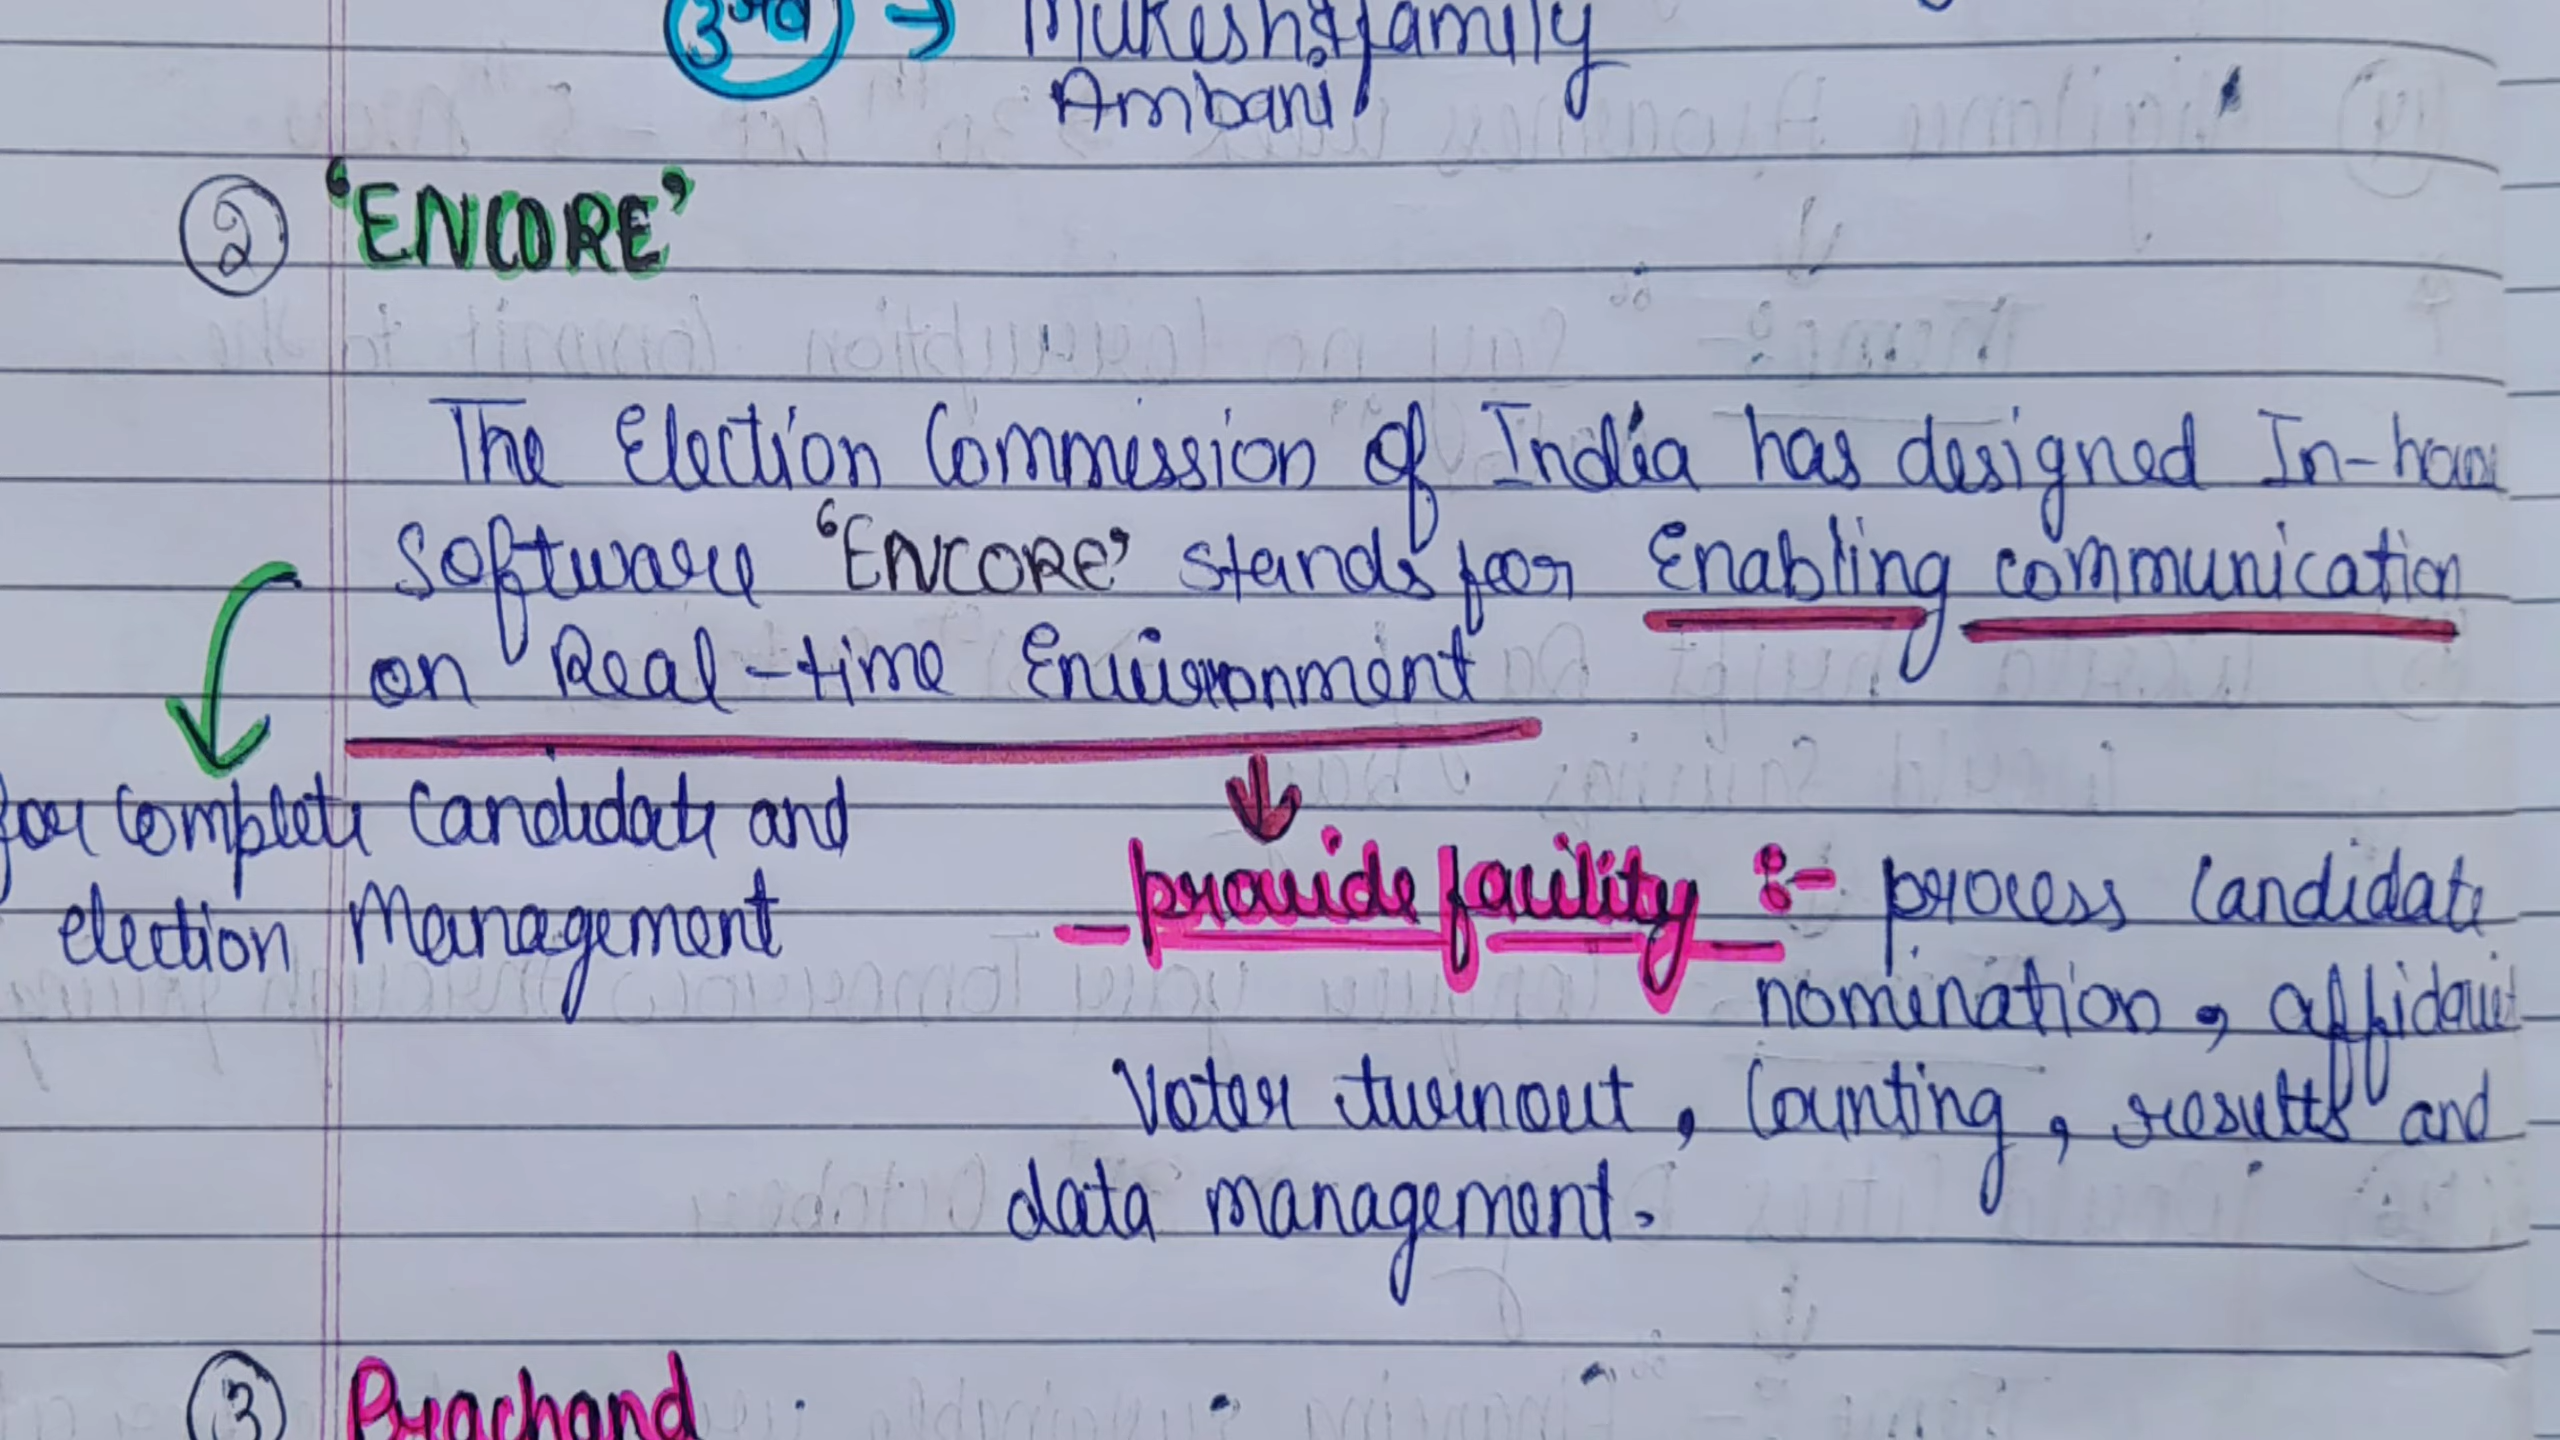 3rd → Mukesh & family
Ambani
② 'ENCORE'
The Election Commission of India has designed In-
Software 'ENCORE' stands for Enabling communication
on Real-time Environment
for complete candidate and
election Management
provide facility :- process candidate
nomination, affidavit
Voter turnout, Counting, results and
data management.
③ Prachand